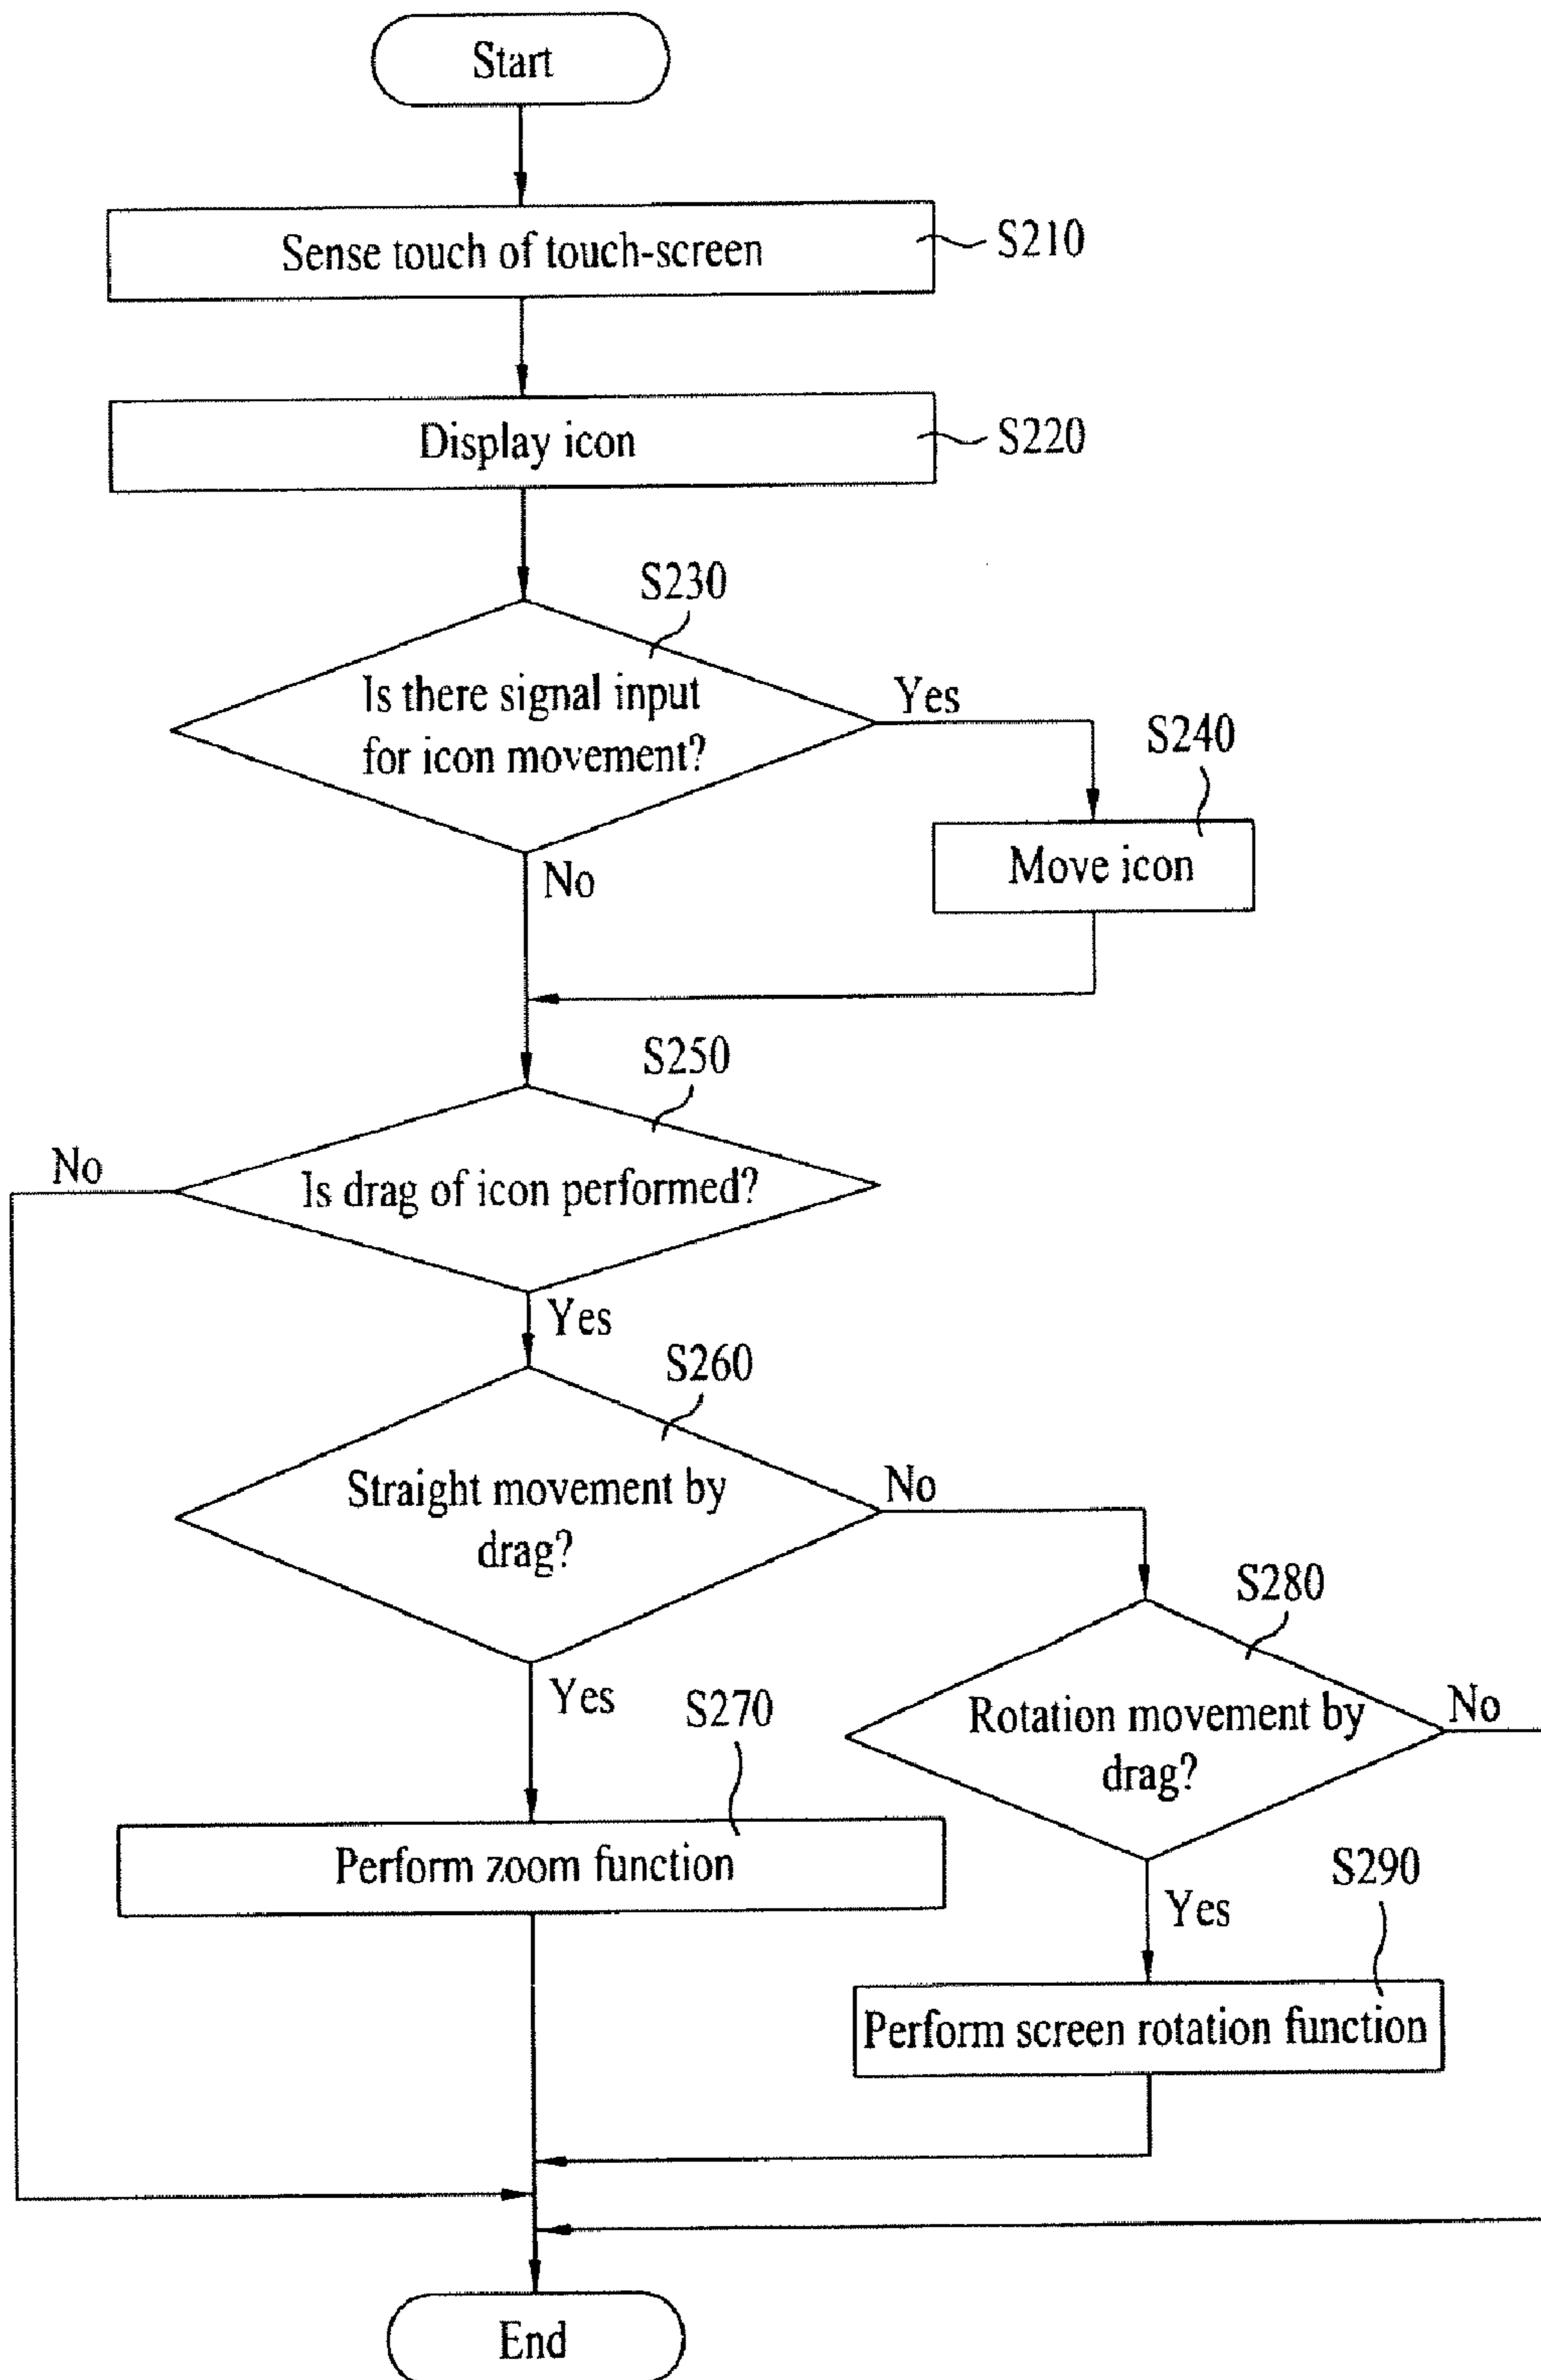 Start
Sense touch of touch-screen
S210
Display icon
S220
S230
Is there signal input
for icon movement?
Yes
S240
Move icon
No
S250
No
Is drag of icon performed?
Yes
S260
Straight movement by
drag?
No
S280
Rotation movement by
drag?
No
Yes
S270
Perform zoom function
Yes
S290
Perform screen rotation function
End